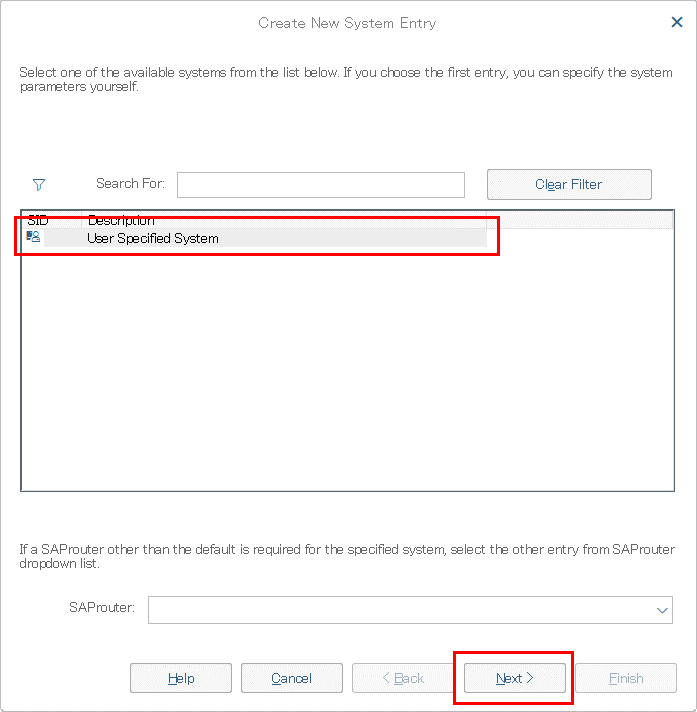 Create New System Entry
Select one of the available systems from the list below. If you choose the first entry, you can specify the system
parameters yourself.
Search For:
Clear Filter
SID Description
User Specified System
If a SAProuter other than the default is required for the specified system, select the other entry from SAProuter
dropdown list.
SAProuter:
Help Cancel < Back Next > Finish